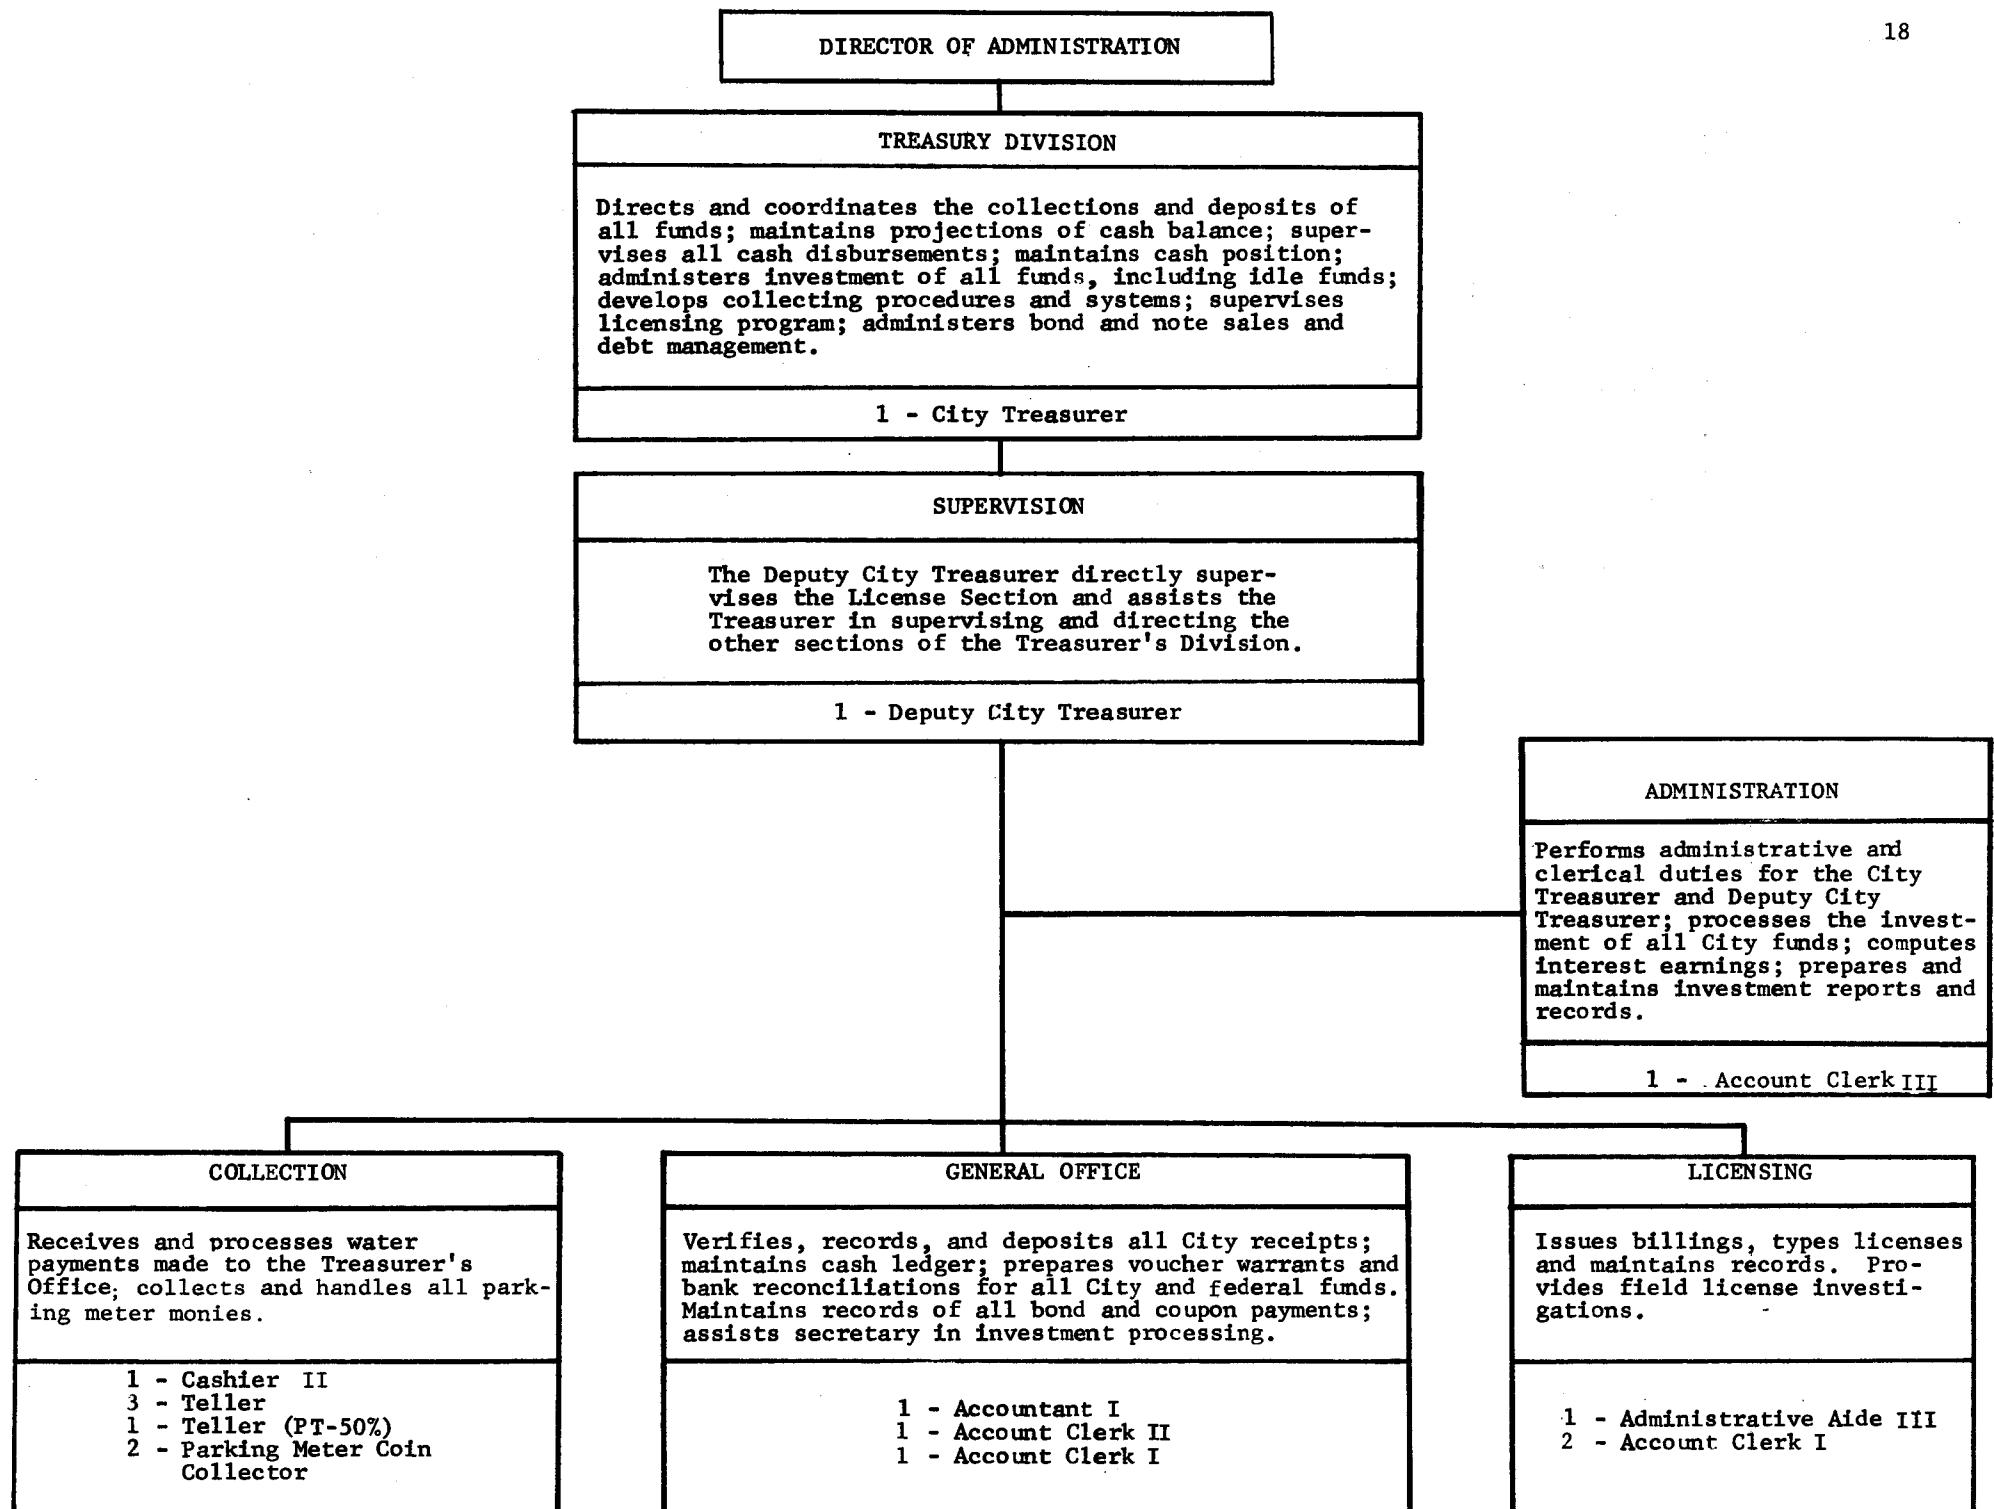 18
DIRECTOR OF ADMINISTRATION
TREASURY DIVISION
Directs and coordinates the collections and deposits of
all funds; maintains projections of cash balance; super-
vises all cash disbursements; maintains cash position;
administers investment of all funds, including idle funds;
develops collecting procedures and systems; supervises
licensing program; administers bond and note sales and
debt management.
1 - City Treasurer
SUPERVISION
The Deputy City Treasurer directly super-
vises the License Section and assists the
Treasurer in supervising and directing the
other sections of the Treasurer's Division.
1 - Deputy City Treasurer
ADMINISTRATION
Performs administrative and
clerical duties for the City
Treasurer and Deputy City
Treasurer; processes the invest-
ment of all City funds; computes
interest earnings; prepares and
maintains investment reports and
records.
1 - Account Clerk III
COLLECTION
Receives and processes water
payments made to the Treasurer's
Office; collects and handles all park-
ing meter monies.
1 - Cashier II
3 - Teller
1 - Teller (PT-50%)
2 - Parking Meter Coin
Collector
GENERAL OFFICE
Verifies, records, and deposits all City receipts;
maintains cash ledger; prepares voucher warrants and
bank reconciliations for all City and federal funds.
Maintains records of all bond and coupon payments;
assists secretary in investment processing.
1 - Accountant I
1 - Account Clerk II
1 - Account Clerk I
LICENSING
Issues billings, types licenses
and maintains records. Pro-
vides field license investi-
gations.
1 - Administrative Aide III
2 - Account Clerk I